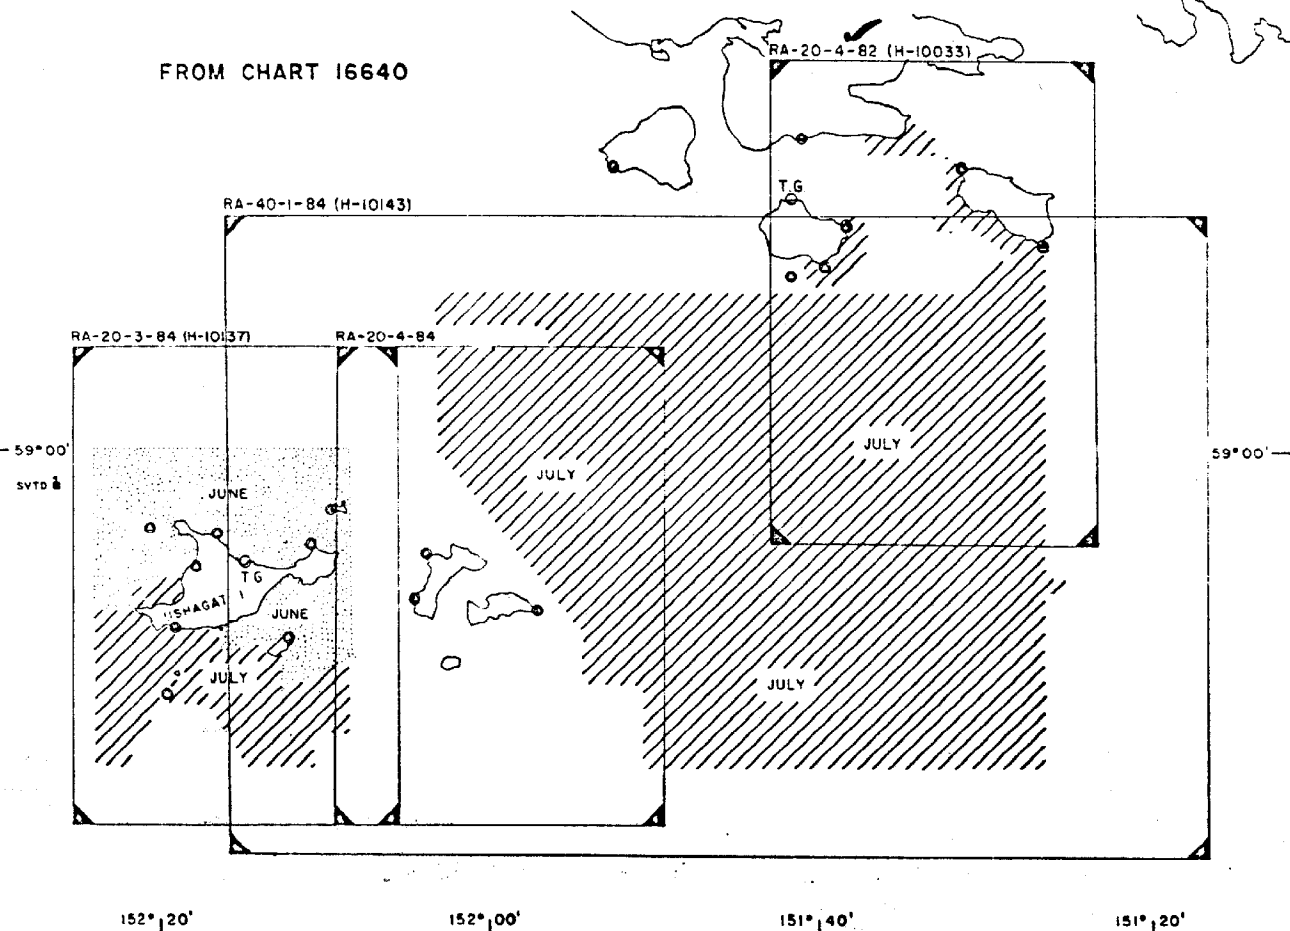 RA-20-4-82 (H-10033)
FROM CHART 16640
T.G.
RA-40-1-84 (H-10143)
RA-20-3-84 (H-10137)
RA-20-4-84
JULY
59°00'
59°00'
JULY
SYTD
JUNE
T G
USHAGAT I
JUNE
JULY
JULY
152° 20'
152° 00'
151° 40'
151° 20'